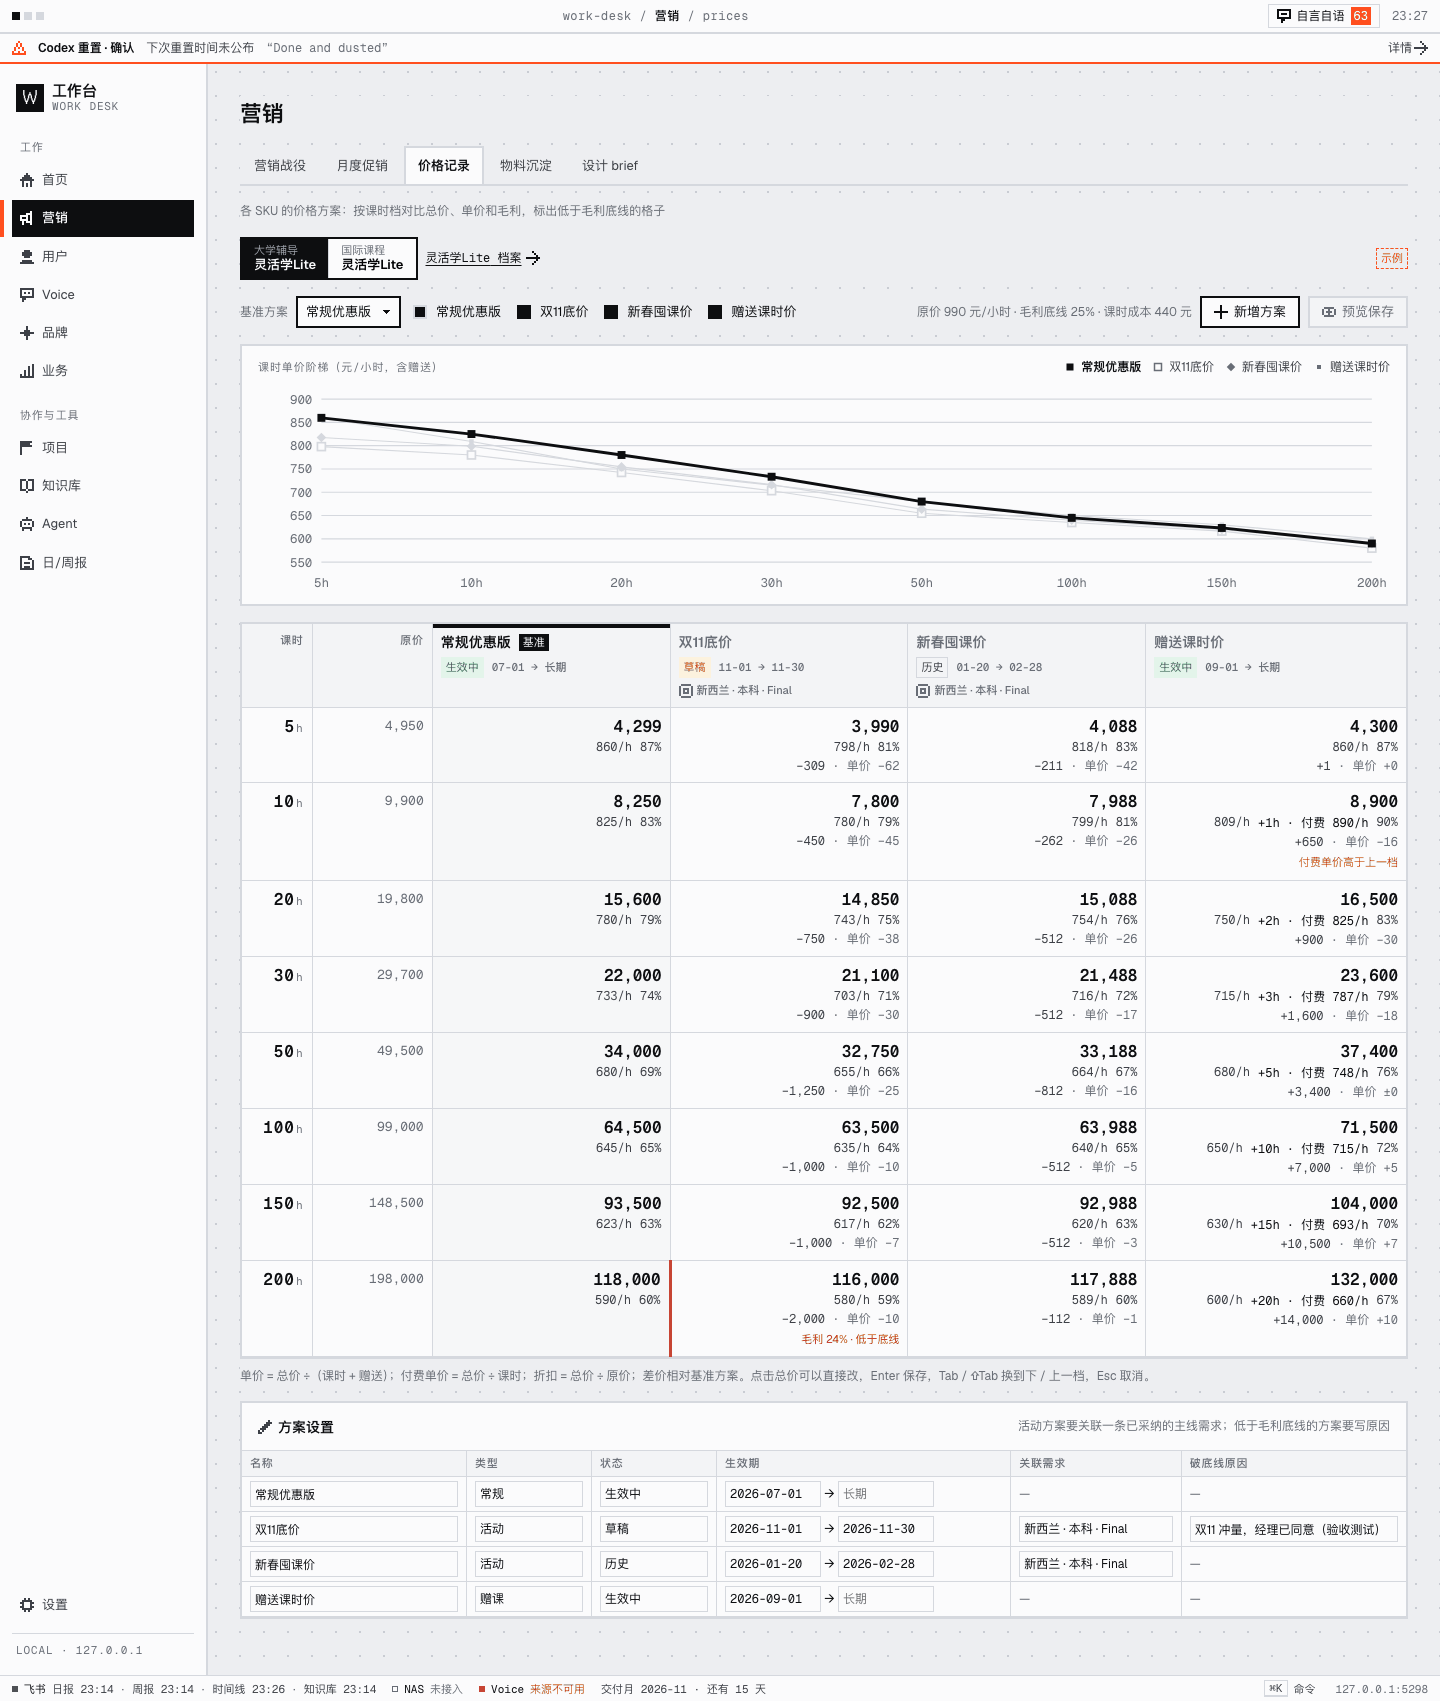 work-desk / 营销 / prices
自言自语 63 23:27
Codex 重置·确认 下次重置时间未公布 “Done and dusted” 详情
W 工作台
WORK DESK
工作
首页
营销
用户
Voice
品牌
业务
协作与工具
项目
知识库
Agent
日/周报
设置
LOCAL · 127.0.0.1
营销
营销战役 月度促销 价格记录 物料沉淀 设计 brief
各 SKU 的价格方案：按课时档对比总价、单价和毛利，标出低于毛利底线的格子
大学辅导 国际课程
灵活学Lite 灵活学Lite 灵活学Lite 档案 示例
基准方案 常规优惠版 常规优惠版 双11底价 新春囤课价 赠送课时价 原价 990 元/小时 · 毛利底线 25% · 课时成本 440 元 新增方案 预览保存
课时单价阶梯（元/小时，含赠送） 常规优惠版 双11底价 新春囤课价 赠送课时价
900
850
800
750
700
650
600
550
5h 10h 20h 30h 50h 100h 150h 200h
课时 原价 常规优惠版 基准 双11底价 新春囤课价 赠送课时价
生效中 07-01 → 长期 草稿 11-01 → 11-30 历史 01-20 → 02-28 生效中 09-01 → 长期
新西兰·本科·Final 新西兰·本科·Final
5h 4,950 4,299 3,990 4,088 4,300
860/h 87% 798/h 81% 818/h 83% 860/h 87%
−309 · 单价 −62 −211 · 单价 −42 +1 · 单价 +0
10h 9,900 8,250 7,800 7,988 8,900
825/h 83% 780/h 79% 799/h 81% 809/h +1h · 付费 890/h 90%
−450 · 单价 −45 −262 · 单价 −26 +650 · 单价 −16
付费单价高于上一档
20h 19,800 15,600 14,850 15,088 16,500
780/h 79% 743/h 75% 754/h 76% 750/h +2h · 付费 825/h 83%
−750 · 单价 −38 −512 · 单价 −26 +900 · 单价 −30
30h 29,700 22,000 21,100 21,488 23,600
733/h 74% 703/h 71% 716/h 72% 715/h +3h · 付费 787/h 79%
−900 · 单价 −30 −512 · 单价 −17 +1,600 · 单价 −18
50h 49,500 34,000 32,750 33,188 37,400
680/h 69% 655/h 66% 664/h 67% 680/h +5h · 付费 748/h 76%
−1,250 · 单价 −25 −812 · 单价 −16 +3,400 · 单价 ±0
100h 99,000 64,500 63,500 63,988 71,500
645/h 65% 635/h 64% 640/h 65% 650/h +10h · 付费 715/h 72%
−1,000 · 单价 −10 −512 · 单价 −5 +7,000 · 单价 +5
150h 148,500 93,500 92,500 92,988 104,000
623/h 63% 617/h 62% 620/h 63% 630/h +15h · 付费 693/h 70%
−1,000 · 单价 −7 −512 · 单价 −3 +10,500 · 单价 +7
200h 198,000 118,000 116,000 117,888 132,000
590/h 60% 580/h 59% 589/h 60% 600/h +20h · 付费 660/h 67%
−2,000 · 单价 −10 −112 · 单价 −1 +14,000 · 单价 +10
毛利 24% · 低于底线
单价 = 总价 ÷（课时 + 赠送）；付费单价 = 总价 ÷ 课时；折扣 = 总价 ÷ 原价；差价相对基准方案。点击总价可以直接改，Enter 保存，Tab / ⇧Tab 换到下 / 上一档，Esc 取消。
方案设置 活动方案要关联一条已采纳的主线需求；低于毛利底线的方案要写原因
名称 类型 状态 生效期 关联需求 破底线原因
常规优惠版 常规 生效中 2026-07-01 → 长期 — —
双11底价 活动 草稿 2026-11-01 → 2026-11-30 新西兰·本科·Final 双11 冲量，经理已同意（验收测试）
新春囤课价 活动 历史 2026-01-20 → 2026-02-28 新西兰·本科·Final —
赠送课时价 赠课 生效中 2026-09-01 → 长期 — —
飞书 日报 23:14 · 周报 23:14 · 时间线 23:26 · 知识库 23:14 NAS 未接入 Voice 来源不可用 交付月 2026-11 · 还有 15 天 ⌘K 命令 127.0.0.1:5298